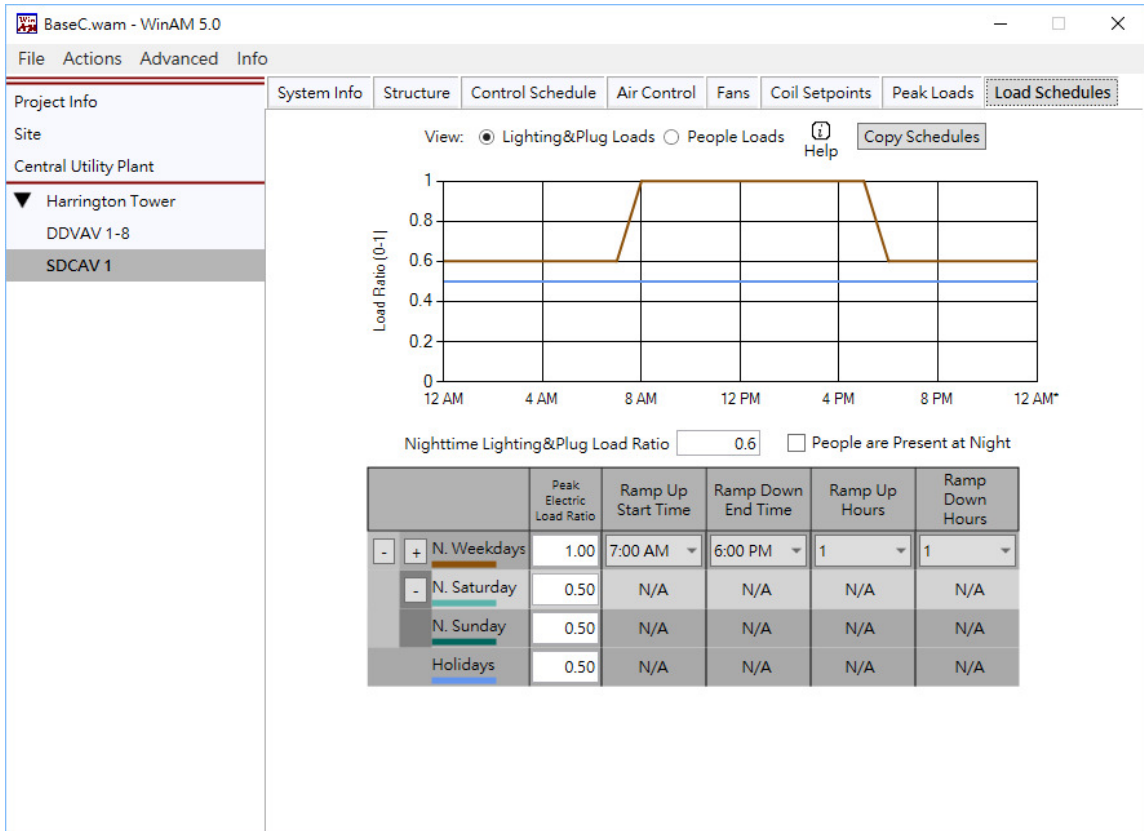 BaseC.wam - WinAM 5.0
File Actions Advanced Info
Project Info
Site
Central Utility Plant
Harrington Tower
DDVAV 1-8
SDCAV 1
System Info Structure Control Schedule Air Control Fans Coil Setpoints Peak Loads Load Schedules
View: Lighting&Plug Loads People Loads Help Copy Schedules
Load Ratio (0-1)
1
0.8
0.6
0.4
0.2
0
12 AM 4 AM 8 AM 12 PM 4 PM 8 PM 12 AM*
Nighttime Lighting&Plug Load Ratio 0.6 People are Present at Night
Peak Electric Load Ratio Ramp Up Start Time Ramp Down End Time Ramp Up Hours Ramp Down Hours
- + N. Weekdays 1.00 7:00 AM 6:00 PM 1 1
- N. Saturday 0.50 N/A N/A N/A N/A
N. Sunday 0.50 N/A N/A N/A N/A
Holidays 0.50 N/A N/A N/A N/A